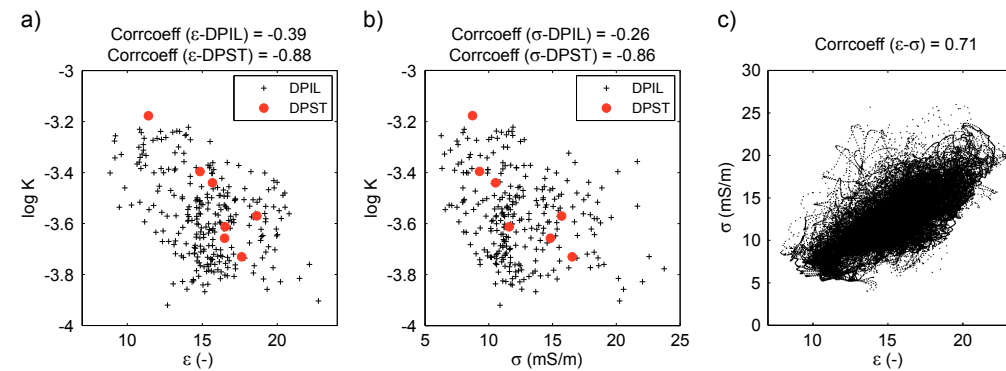 a)
Corrcoeff (ε-DPIL) = -0.39
Corrcoeff (ε-DPST) = -0.88
-3
-3.2
-3.4
-3.6
-3.8
-4
log K
DPIL
DPST
10
15
20
ε (-)
b)
Corrcoeff (σ-DPIL) = -0.26
Corrcoeff (σ-DPST) = -0.86
-3
-3.2
-3.4
-3.6
-3.8
-4
log K
DPIL
DPST
5
10
15
20
25
σ (mS/m)
c)
Corrcoeff (ε-σ) = 0.71
30
25
20
15
10
5
0
σ (mS/m)
10
15
20
ε (-)